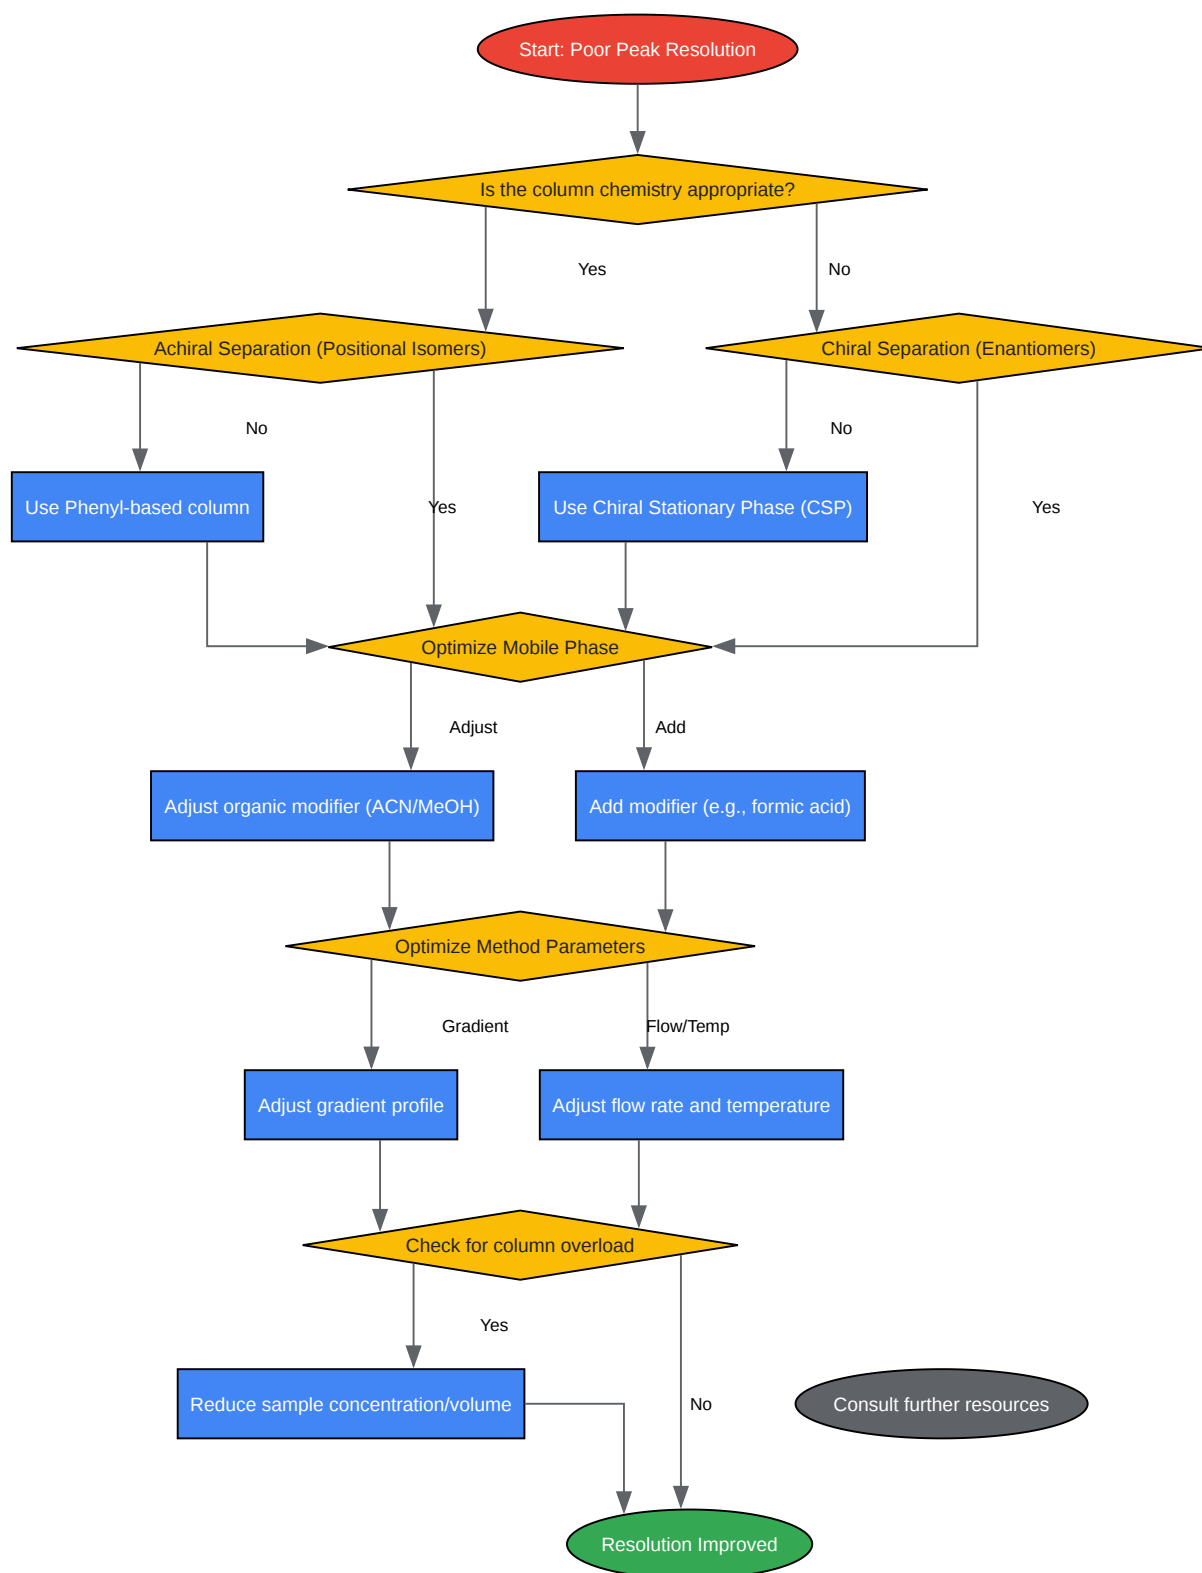 Start: Poor Peak Resolution
Is the column chemistry appropriate?
Yes
No
Achiral Separation (Positional Isomers)
Chiral Separation (Enantiomers)
No
No
Use Phenyl-based column
Yes
Use Chiral Stationary Phase (CSP)
Yes
Optimize Mobile Phase
Adjust
Add
Adjust organic modifier (ACN/MeOH)
Add modifier (e.g., formic acid)
Optimize Method Parameters
Gradient
Flow/Temp
Adjust gradient profile
Adjust flow rate and temperature
Check for column overload
Yes
Reduce sample concentration/volume
No
Consult further resources
Resolution Improved